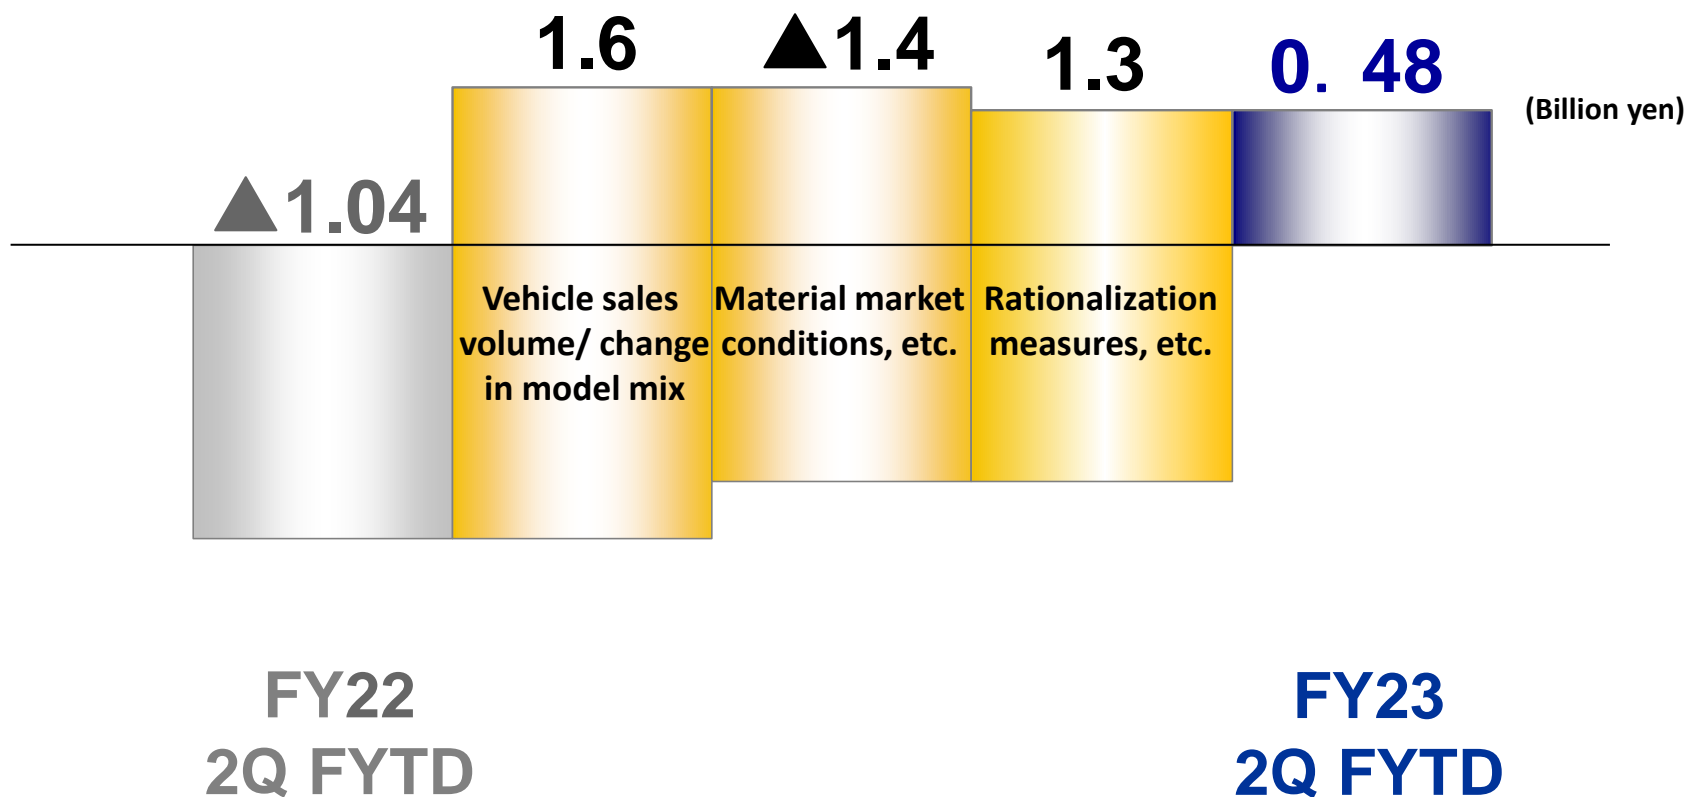 1.6
▲1.4
1.3
0. 48
(Billion yen)
▲1.04
Vehicle sales
volume/ change
in model mix
Material market
conditions, etc.
Rationalization
measures, etc.
FY22
2Q FYTD
FY23
2Q FYTD